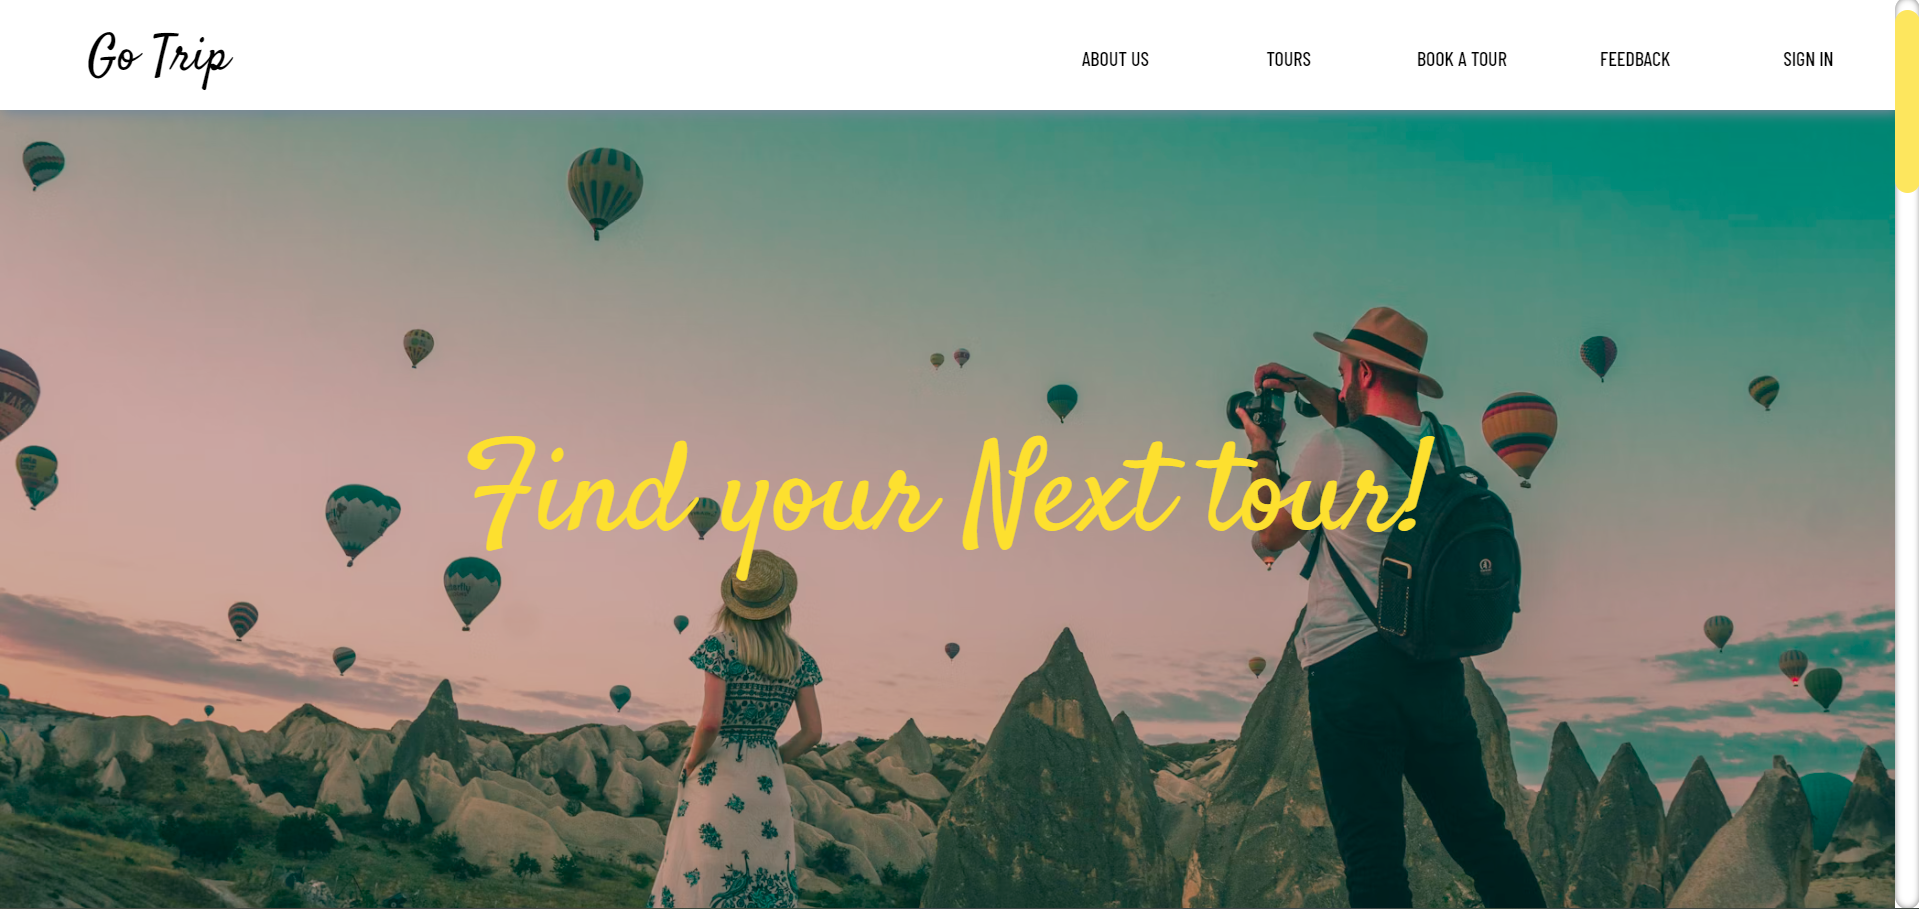 Go Trip
ABOUT US
TOURS
BOOK A TOUR
FEEDBACK
SIGN IN
Find your Next tour!